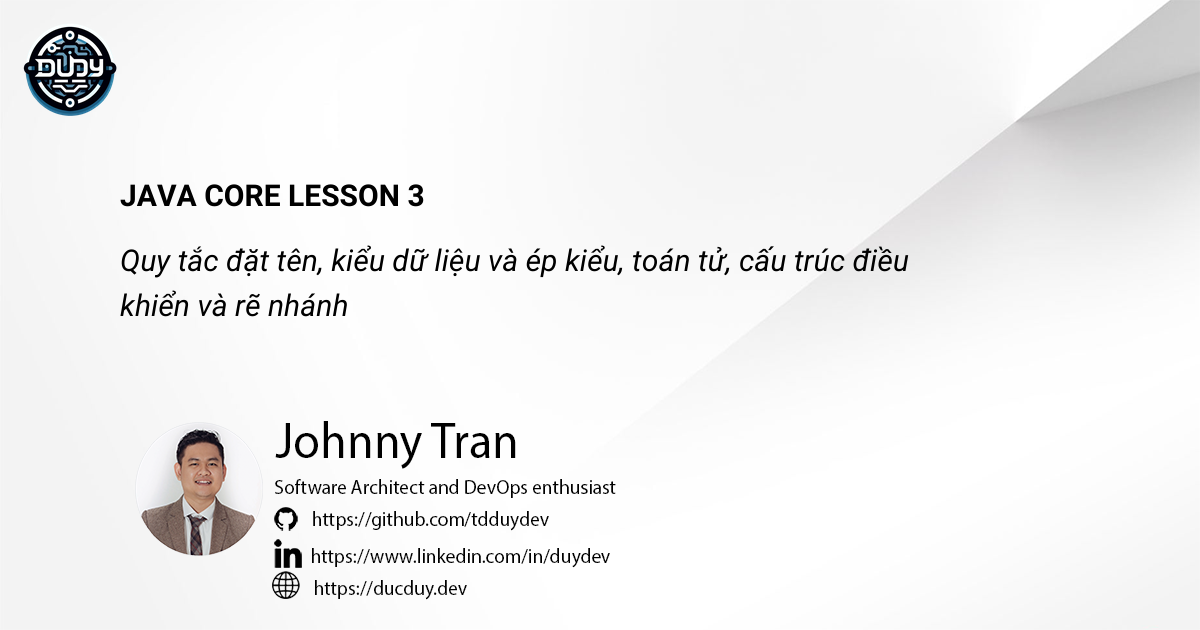 DUDY
JAVA CORE LESSON 3
Quy tắc đặt tên, kiểu dữ liệu và ép kiểu, toán tử, cấu trúc điều
khiển và rẽ nhánh
Johnny Tran
Software Architect and DevOps enthusiast
https://github.com/tdduydev
in https://www.linkedin.com/in/duydev
https://ducduy.dev